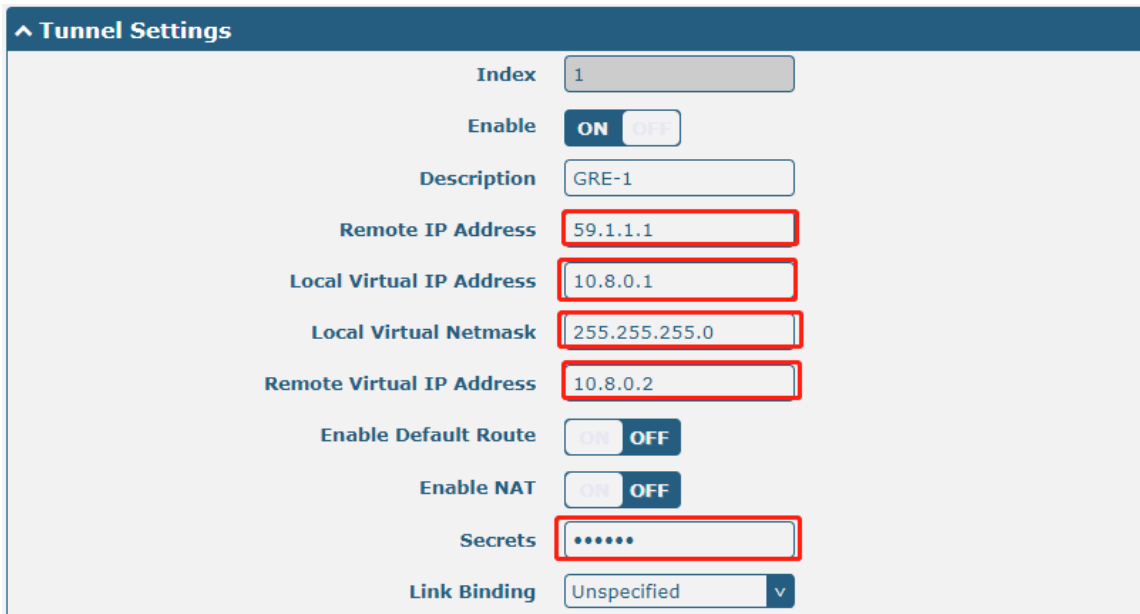 Tunnel Settings
Index 1
Enable ON OFF
Description GRE-1
Remote IP Address 59.1.1.1
Local Virtual IP Address 10.8.0.1
Local Virtual Netmask 255.255.255.0
Remote Virtual IP Address 10.8.0.2
Enable Default Route ON OFF
Enable NAT ON OFF
Secrets ••••••
Link Binding Unspecified